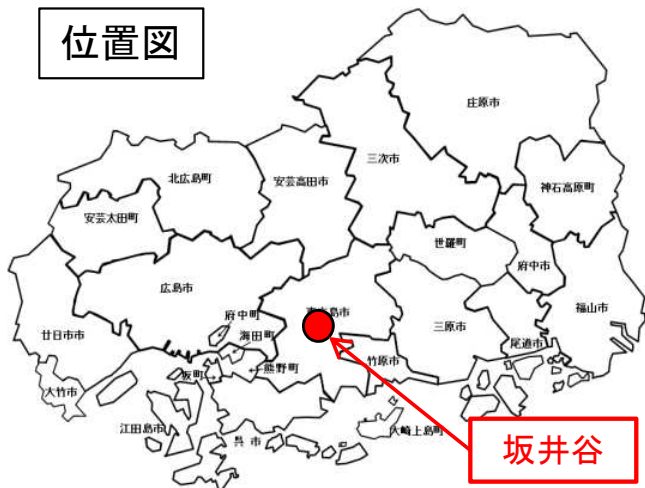 位置図
庄原市
三次市
北広島町
安芸高田市
神石高原町
安芸太田町
世羅町
府中市
広島市
福山市
府中町
島市
三原市
海田町
廿日市市
尾道市
竹原市
坂町
熊野町
大竹市
江田島市
呉市
大崎上島町
坂井谷